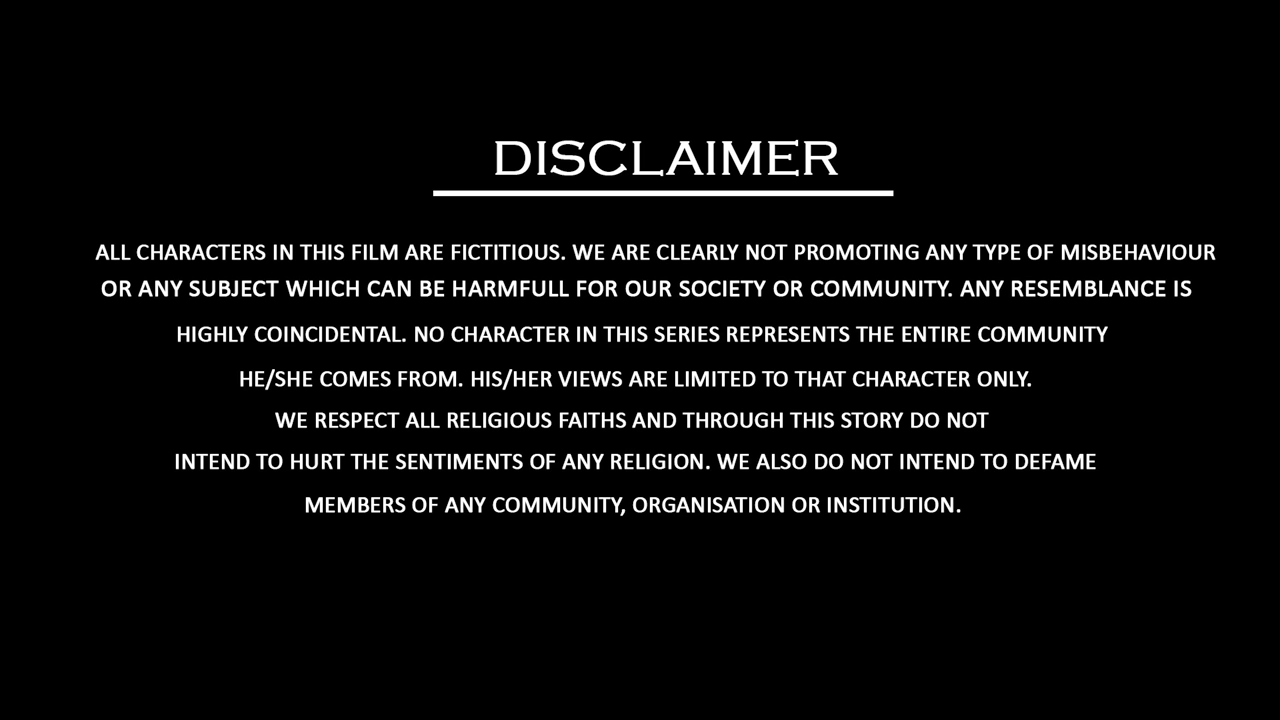 DISCLAIMER
ALL CHARACTERS IN THIS FILM ARE FICTITIOUS. WE ARE CLEARLY NOT PROMOTING ANY TYPE OF MISBEHAVIOUR
OR ANY SUBJECT WHICH CAN BE HARMFULL FOR OUR SOCIETY OR COMMUNITY. ANY RESEMBLANCE IS
HIGHLY COINCIDENTAL. NO CHARACTER IN THIS SERIES REPRESENTS THE ENTIRE COMMUNITY
HE/SHE COMES FROM. HIS/HER VIEWS ARE LIMITED TO THAT CHARACTER ONLY.
WE RESPECT ALL RELIGIOUS FAITHS AND THROUGH THIS STORY DO NOT
INTEND TO HURT THE SENTIMENTS OF ANY RELIGION. WE ALSO DO NOT INTEND TO DEFAME
MEMBERS OF ANY COMMUNITY, ORGANISATION OR INSTITUTION.